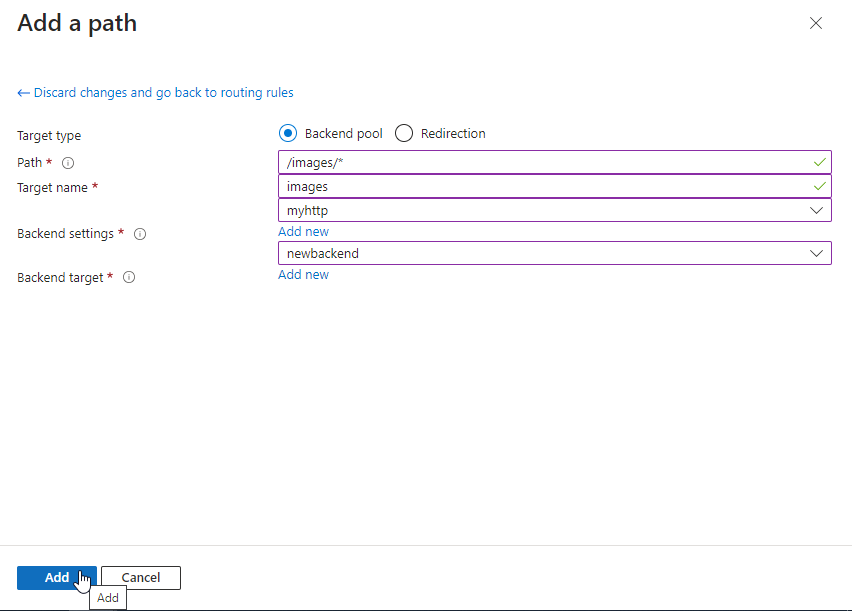 Add a path
← Discard changes and go back to routing rules
Target type
Backend pool
Redirection
Path *
/images/*
Target name *
images
myhttp
Backend settings *
Add new
newbackend
Backend target *
Add new
Add
Cancel
Add